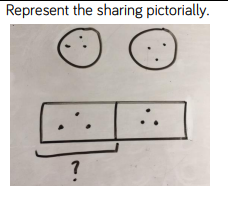 Represent the sharing pictorially.
?